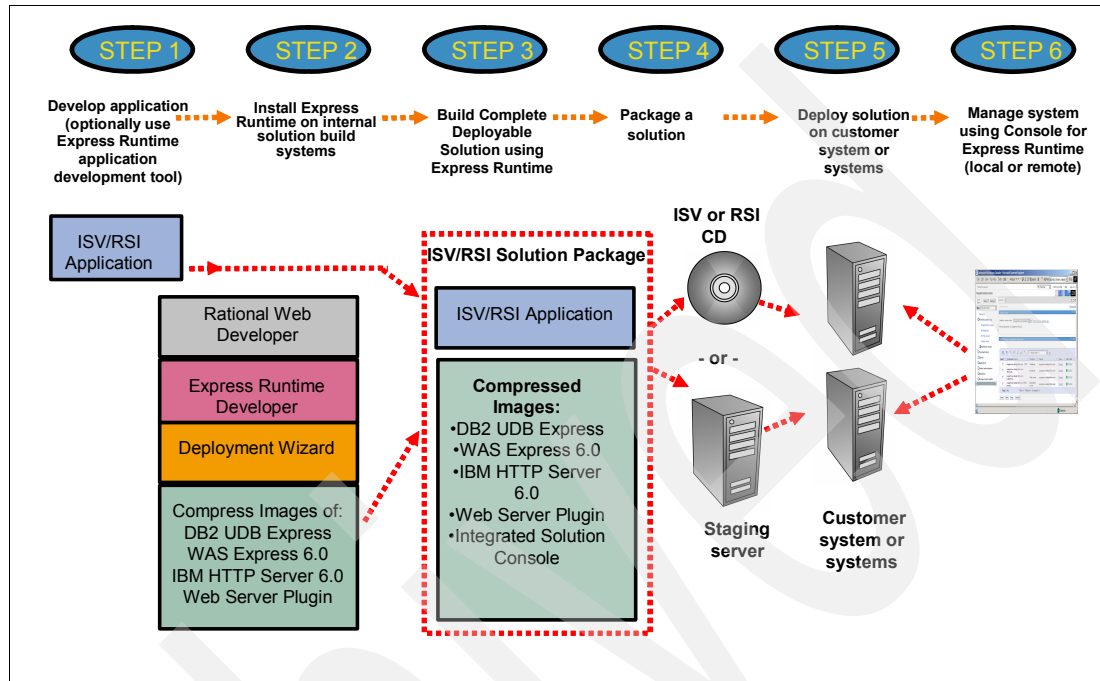 STEP 1
STEP 2
STEP 3
STEP 4
STEP 5
STEP 6
Develop application
(optionally use
Express Runtime
application
development tool)
Install Express
Runtime on internal
solution build
systems
Build Complete
Deployable
Solution using
Express Runtime
Package a
solution
Deploy solution
on customer
system or
systems
Manage system
using Console for
Express Runtime
(local or remote)
ISV/RSI
Application
Rational Web
Developer
Express Runtime
Developer
Deployment Wizard
Compress Images of:
DB2 UDB Express
WAS Express 6.0
IBM HTTP Server 6.0
Web Server Plugin
ISV/RSI Solution Package
ISV/RSI Application
Compressed
Images:
•DB2 UDB Express
•WAS Express 6.0
•IBM HTTP Server
6.0
•Web Server Plugin
•Integrated Solution
Console
ISV or RSI
CD
- or -
Staging
server
Customer
system or
systems